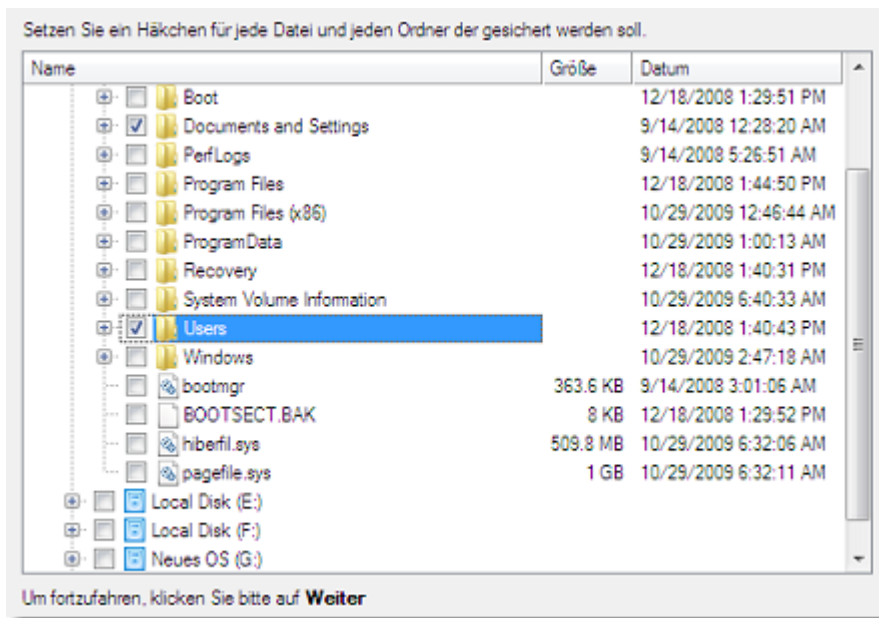 Setzen Sie ein Häkchen für jede Datei und jeden Ordner der gesichert werden soll.
Name Größe Datum
Boot 12/18/2008 1:29:51 PM
Documents and Settings 9/14/2008 12:28:20 AM
PerfLogs 9/14/2008 5:26:51 AM
Program Files 12/18/2008 1:44:50 PM
Program Files (x86) 10/29/2009 12:46:44 AM
ProgramData 10/29/2009 1:00:13 AM
Recovery 12/18/2008 1:40:31 PM
System Volume Information 10/29/2009 6:40:33 AM
Users 12/18/2008 1:40:43 PM
Windows 10/29/2009 2:47:18 AM
bootmgr 363.6 KB 9/14/2008 3:01:06 AM
BOOTSECT.BAK 8 KB 12/18/2008 1:29:52 PM
hiberfil.sys 509.8 MB 10/29/2009 6:32:06 AM
pagefile.sys 1 GB 10/29/2009 6:32:11 AM
Local Disk (E:)
Local Disk (F:)
Neues OS (G:)
Um fortzufahren, klicken Sie bitte auf Weiter